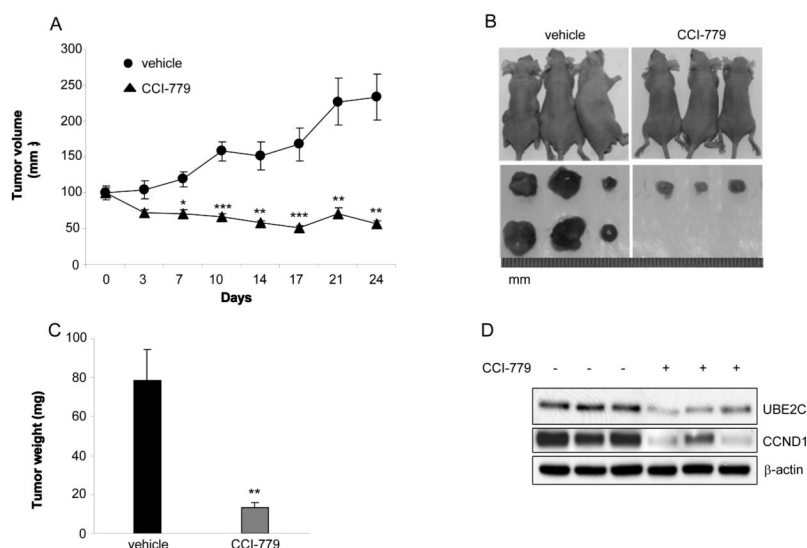 A
Tumor volume
(mm 3)
300
250
200
150
100
50
0
vehicle
CCI-779
*
***
**
***
**
**
0 3 7 10 14 17 21 24
Days
B
vehicle CCI-779
mm
C
Tumor weight (mg)
100
80
60
40
20
0
**
vehicle CCI-779
D
CCI-779 - - - + + +
UBE2C
CCND1
β-actin